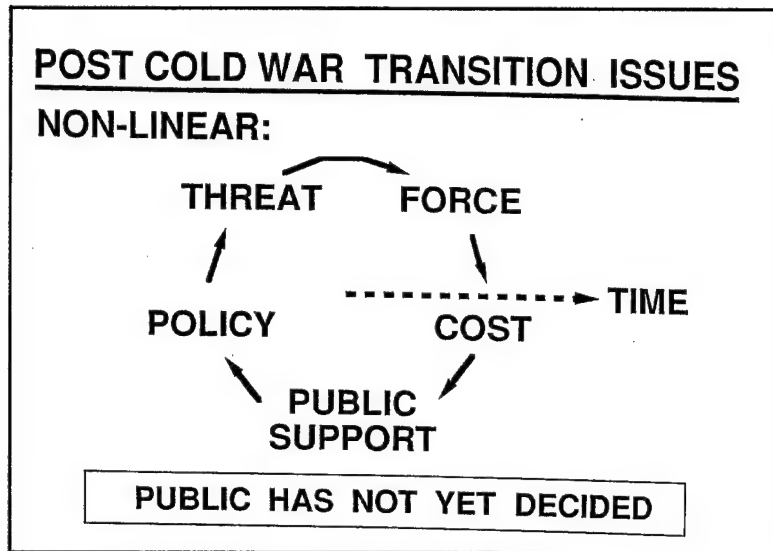 POST COLD WAR TRANSITION ISSUES
NON-LINEAR:
THREAT FORCE
TIME
POLICY COST
PUBLIC
SUPPORT
PUBLIC HAS NOT YET DECIDED